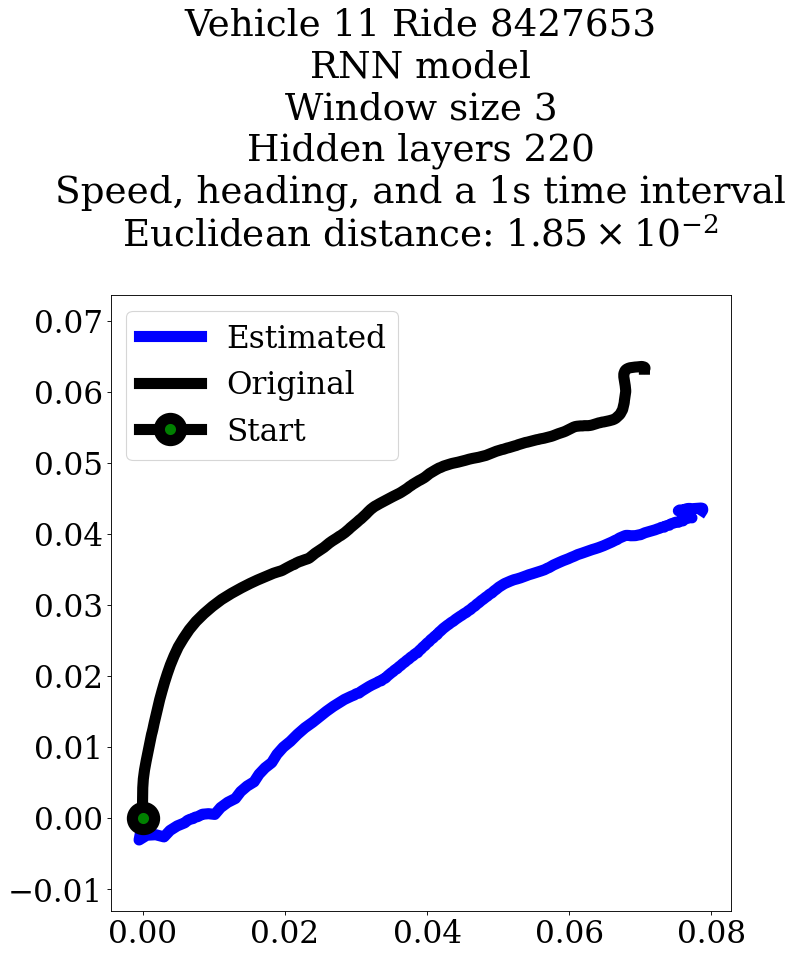 Vehicle 11 Ride 8427653
RNN model
Window size 3
Hidden layers 220
Speed, heading, and a 1s time interval
Euclidean distance: 1.85 × 10⁻²
Estimated
Original
Start
0.07
0.06
0.05
0.04
0.03
0.02
0.01
0.00
−0.01
0.00 0.02 0.04 0.06 0.08